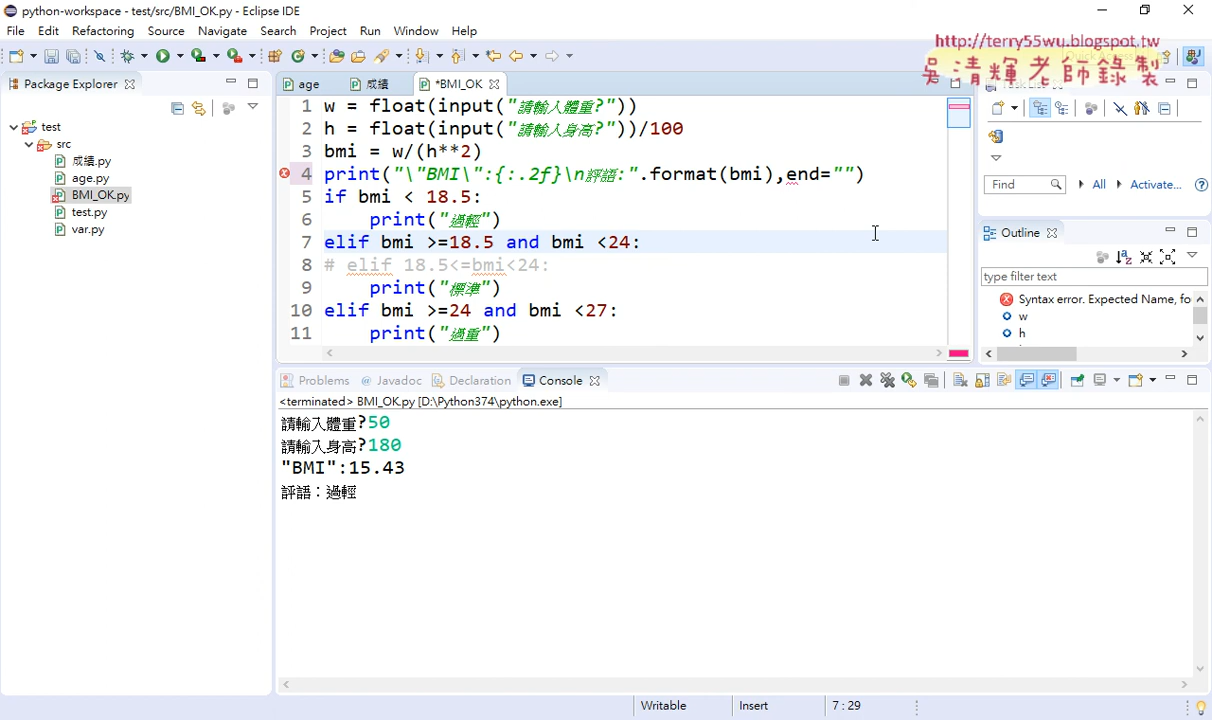 python-workspace - test/src/BMI_OK.py - Eclipse IDE
http://terry55wu.blogspot.tw
吳清輝老師錄製
File Edit Refactoring Source Navigate Search Project Run Window Help
Package Explorer
age 成績 *BMI_OK
test
src
成績.py
age.py
BMI_OK.py
test.py
var.py
1 w = float(input("請輸入體重?"))
2 h = float(input("請輸入身高?"))/100
3 bmi = w/(h**2)
4 print("\"BMI\":{:.2f}\n評語:".format(bmi),end="")
5 if bmi < 18.5:
6 print("過輕")
7 elif bmi >=18.5 and bmi <24:
8 # elif 18.5<=bmi<24:
9 print("標準")
10 elif bmi >=24 and bmi <27:
11 print("過重")
Find All Activate...
Outline
type filter text
Syntax error. Expected Name, fo
w
h
Problems Javadoc Declaration Console
<terminated> BMI_OK.py [D:\Python374\python.exe]
請輸入體重?50
請輸入身高?180
"BMI":15.43
評語：過輕
Writable Insert 7 : 29